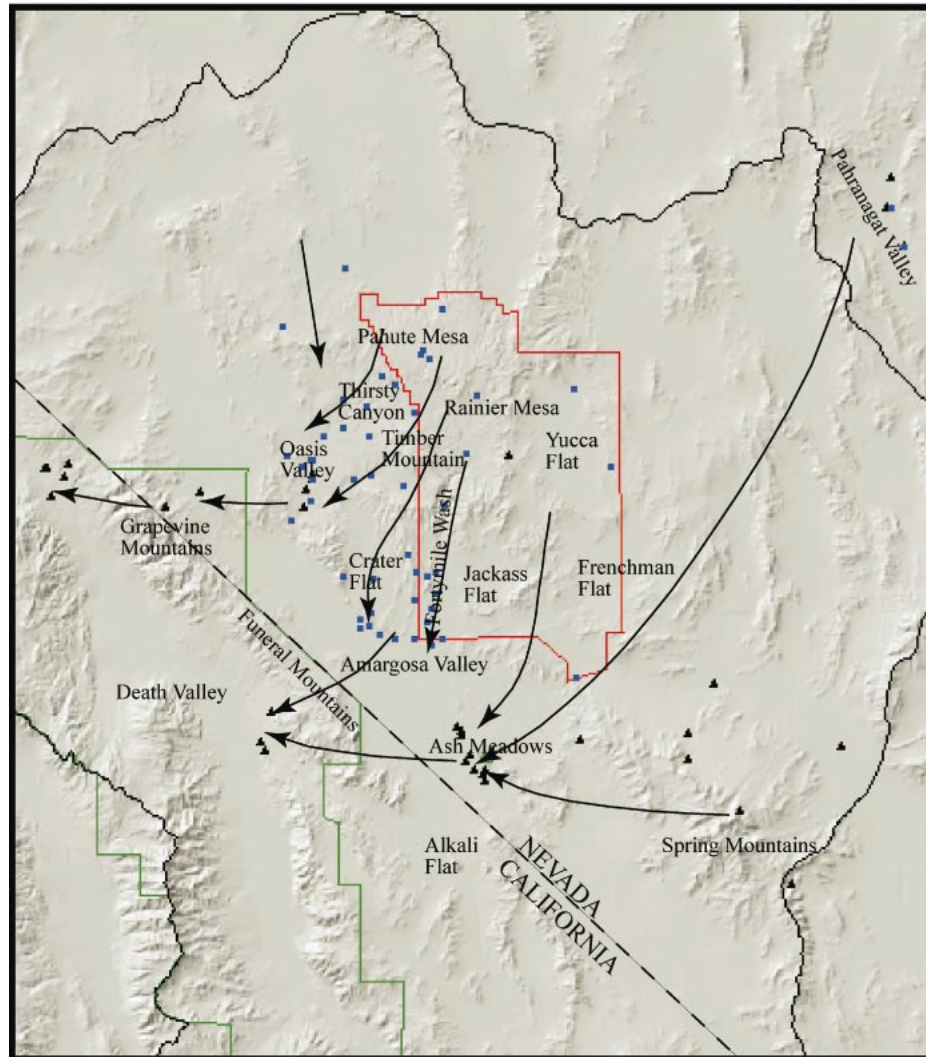 Pahranagat Valley
Pahute Mesa
Thirsty
Canyon
Rainier Mesa
Oasis
Valley
Timber
Mountain
Yucca
Flat
Grapevine
Mountains
Fortymile Wash
Crater
Flat
Jackass
Flat
Frenchman
Flat
Funeral Mountains
Amargosa Valley
Death Valley
Ash Meadows
Alkali
Flat
Spring Mountains
NEVADA
CALIFORNIA